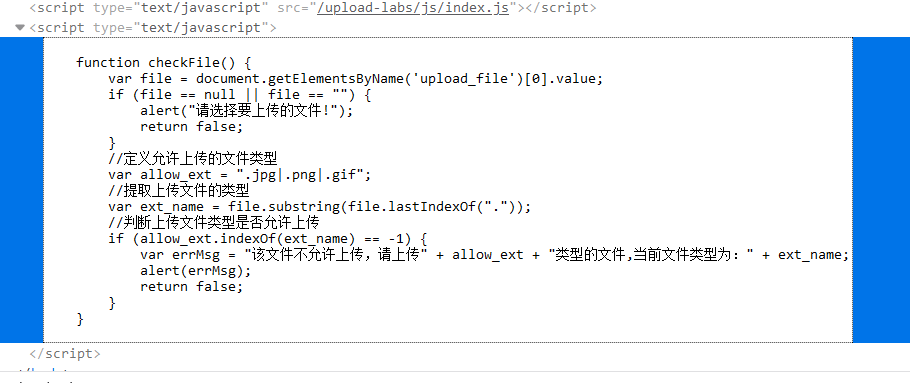 <script type="text/javascript" src="/upload-labs/js/index.js"></script>
<script type="text/javascript">
function checkFile() {
var file = document.getElementsByName('upload_file')[0].value;
if (file == null || file == "") {
alert("请选择要上传的文件!");
return false;
}
//定义允许上传的文件类型
var allow_ext = ".jpg|.png|.gif";
//提取上传文件的类型
var ext_name = file.substring(file.lastIndexOf("."));
//判断上传文件类型是否允许上传
if (allow_ext.indexOf(ext_name) == -1) {
var errMsg = "该文件不允许上传，请上传" + allow_ext + "类型的文件,当前文件类型为：" + ext_name;
alert(errMsg);
return false;
}
}
</script>